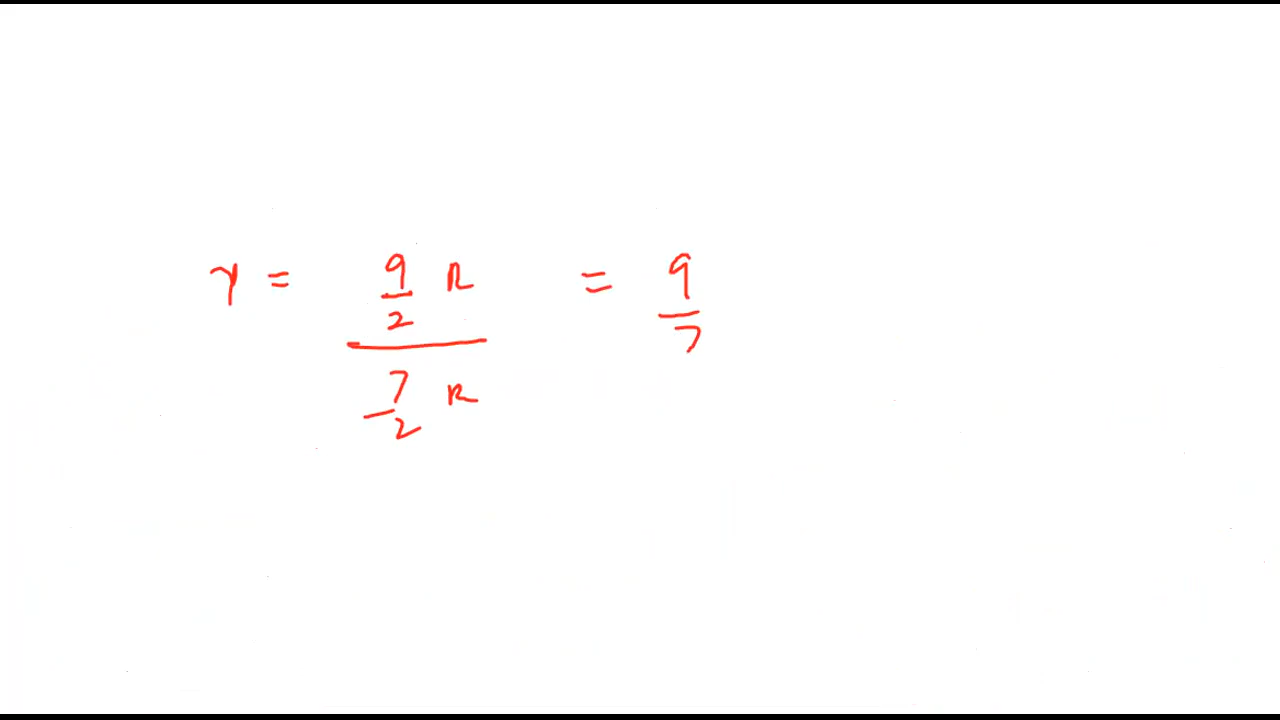 γ = (9/2 R) / (7/2 R) = 9/7